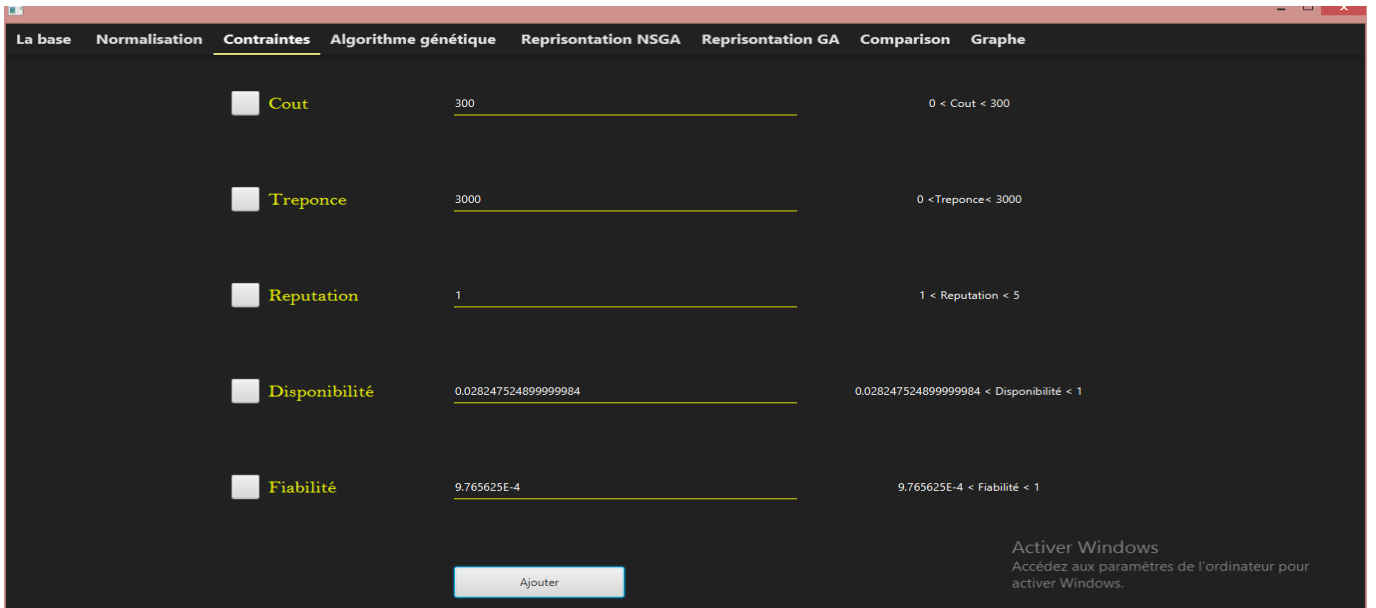 La base Normalisation Contraintes Algorithme génétique Reprisontation NSGA Reprisontation GA Comparison Graphe
Cout 300 0 < Cout < 300
Treponce 3000 0 <Treponce< 3000
Reputation 1 1 < Reputation < 5
Disponibilité 0.028247524899999984 0.028247524899999984 < Disponibilité < 1
Fiabilité 9.765625E-4 9.765625E-4 < Fiabilité < 1
Ajouter
Activer Windows
Accédez aux paramètres de l'ordinateur pour
activer Windows.